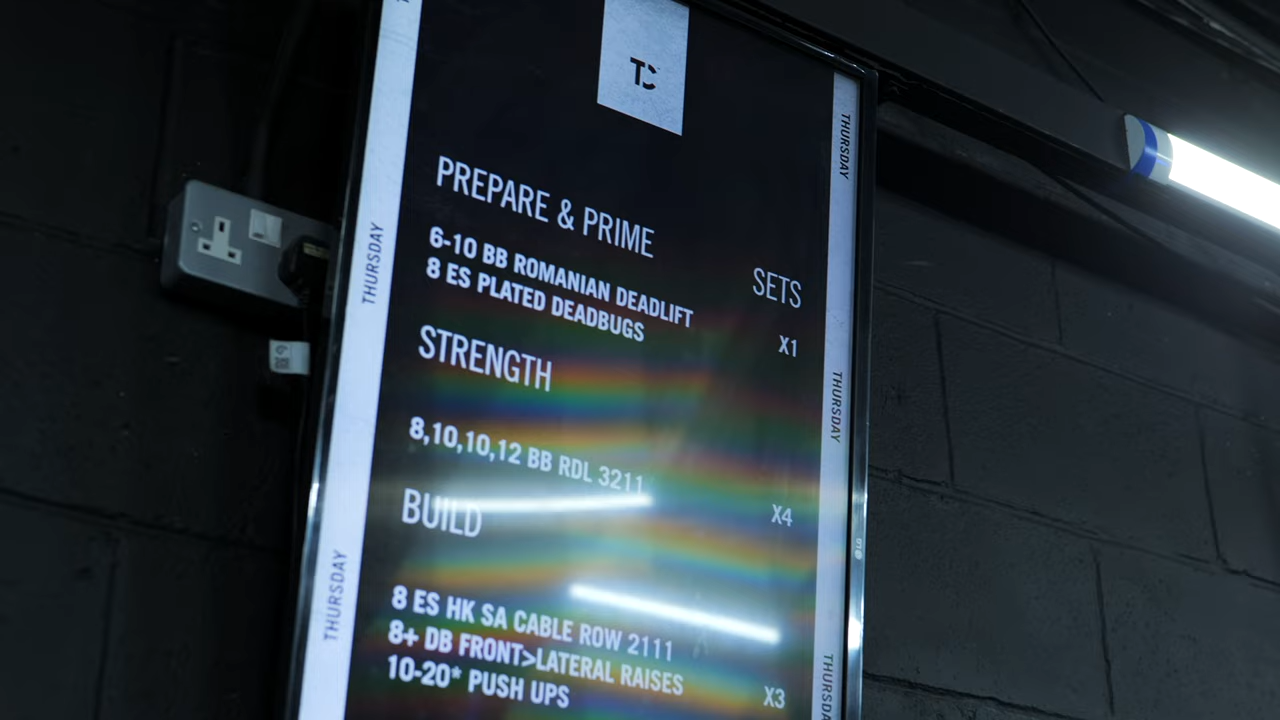 TC
PREPARE & PRIME
SETS
6-10 BB ROMANIAN DEADLIFT
8 ES PLATED DEADBUGS
X1
STRENGTH
8,10,10,12 BB RDL 3211
X4
BUILD
8 ES HK SA CABLE ROW 2111
8+ DB FRONT>LATERAL RAISES
10-20* PUSH UPS
X3
THURSDAY
THURSDAY
THURSDAY
THURSDAY
THURSDAY